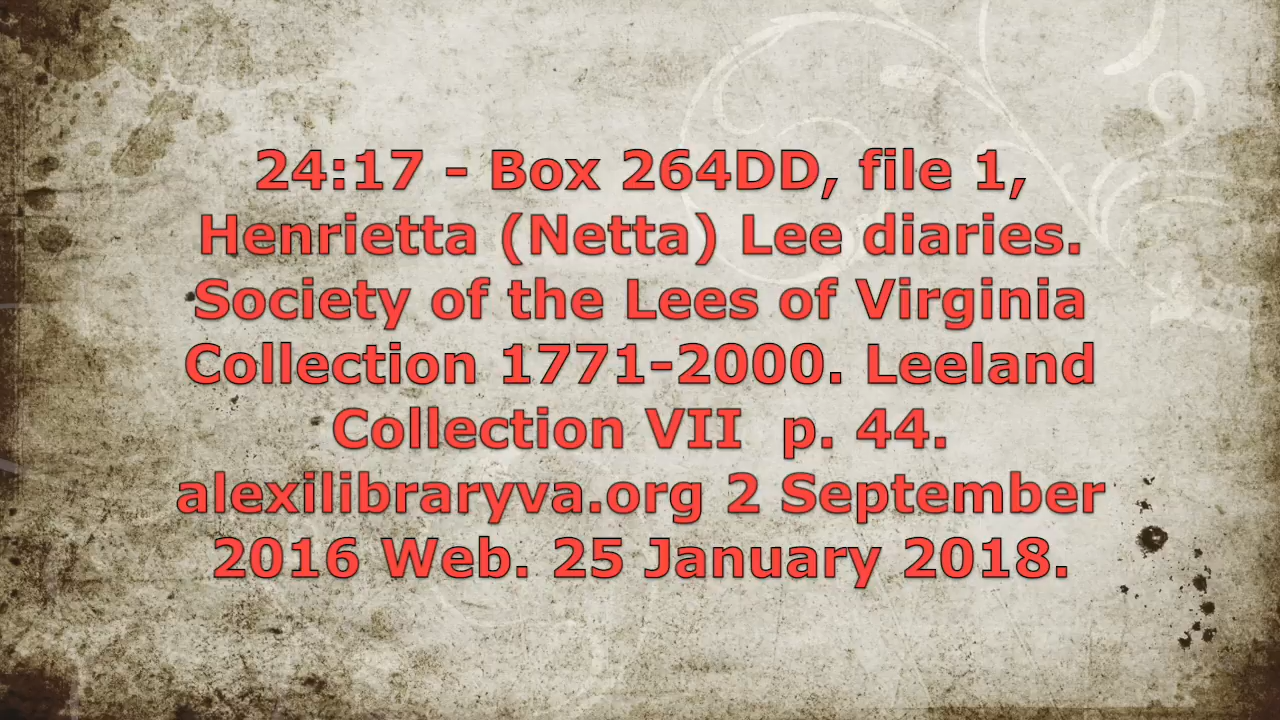 24:17 - Box 264DD, file 1,
Henrietta (Netta) Lee diaries.
Society of the Lees of Virginia
Collection 1771-2000. Leeland
Collection VII  p. 44.
alexilibraryva.org 2 September
2016 Web. 25 January 2018.